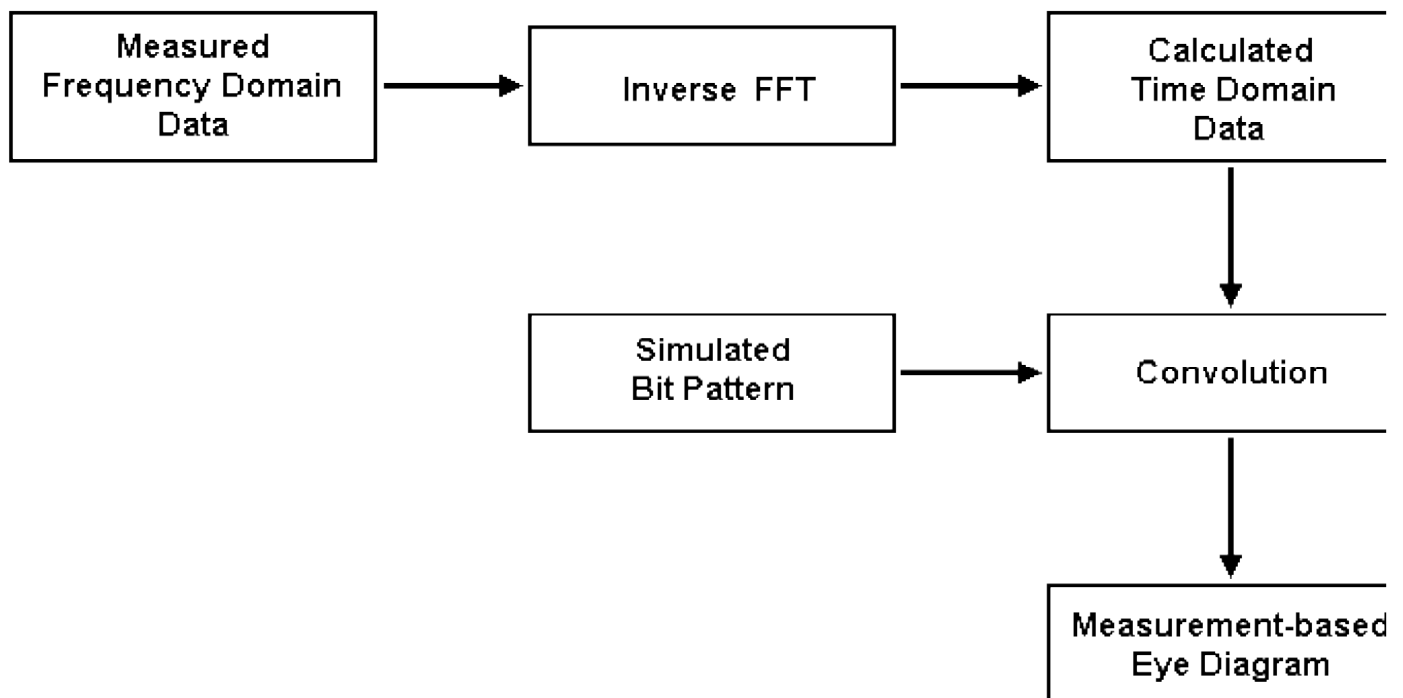 Measured
Frequency Domain
Data
Inverse FFT
Calculated
Time Domain
Data
Simulated
Bit Pattern
Convolution
Measurement-based
Eye Diagram